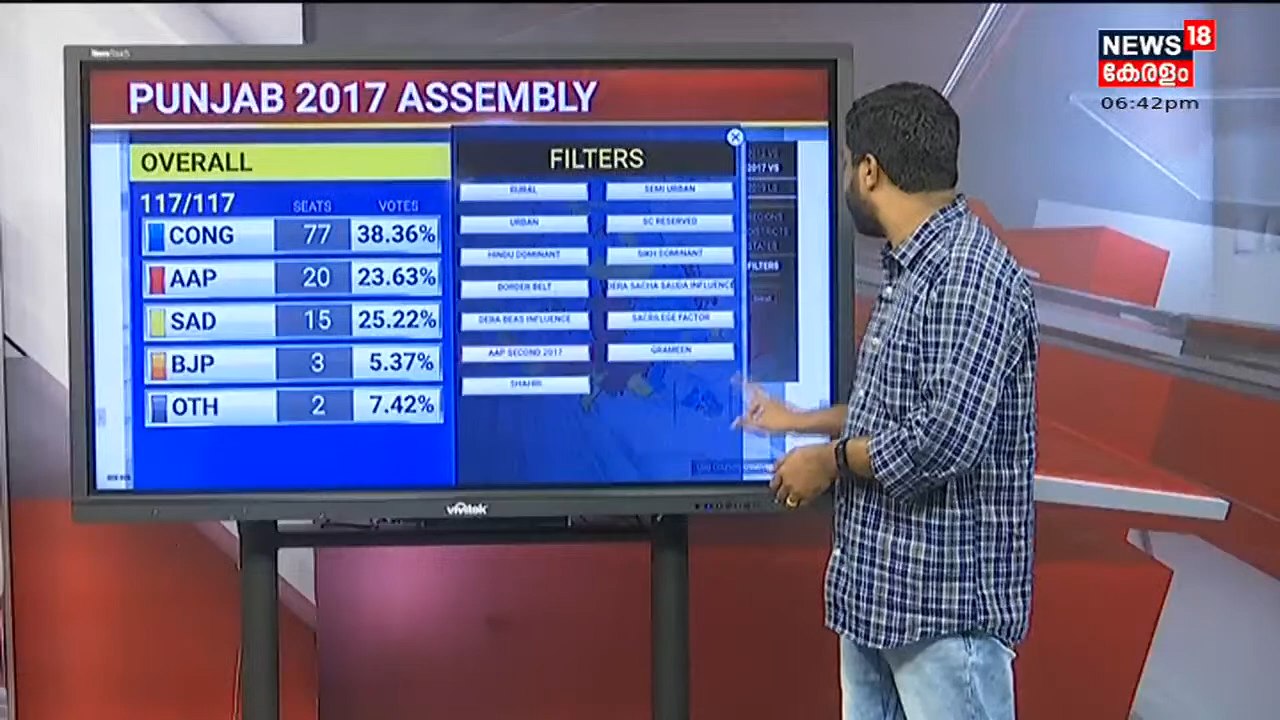 NEWS 18
കേരളം
06:42pm
PUNJAB 2017 ASSEMBLY
OVERALL
117/117 SEATS VOTES
CONG 77 38.36%
AAP 20 23.63%
SAD 15 25.22%
BJP 3 5.37%
OTH 2 7.42%
FILTERS
RURAL SEMI URBAN
URBAN SC RESERVED
HINDU DOMINANT SIKH DOMINANT
BORDER BELT DERA SACHA SAUDA INFLUENCE
DERA BEAS INFLUENCE SACRILEGE FACTOR
AAP SECOND 2017 GRAMEEN
SHAHRI
2017 VS
REGIONS
DISTRICTS
FILTERS
vivitek